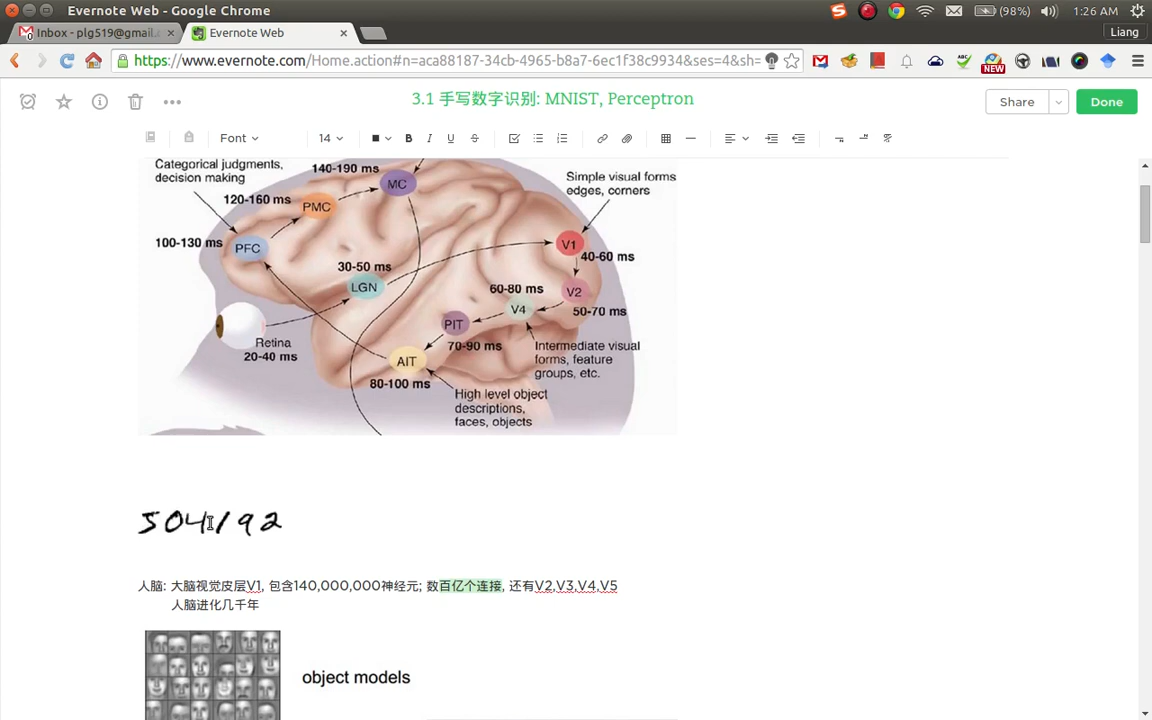 Evernote Web - Google Chrome
(98%)
1:26 AM
Inbox - plg519@gmail.
Evernote Web
Liang
https://www.evernote.com/Home.action#n=aca88187-34cb-4965-b8a7-6ec1f38c9934&ses=4&sh=
NEW
3.1 手写数字识别: MNIST, Perceptron
Share
Done
Font
14
B
I
U
Categorical judgments,
decision making
140-190 ms
MC
Simple visual forms
edges, corners
120-160 ms
PMC
100-130 ms
PFC
V1
40-60 ms
30-50 ms
LGN
60-80 ms
V2
V4
50-70 ms
PIT
Retina
20-40 ms
70-90 ms
Intermediate visual
forms, feature
groups, etc.
AIT
80-100 ms
High level object
descriptions,
faces, objects
504192
人脑: 大脑视觉皮层V1, 包含140,000,000神经元; 数百亿个连接, 还有V2,V3,V4,V5
人脑进化几千年
object models